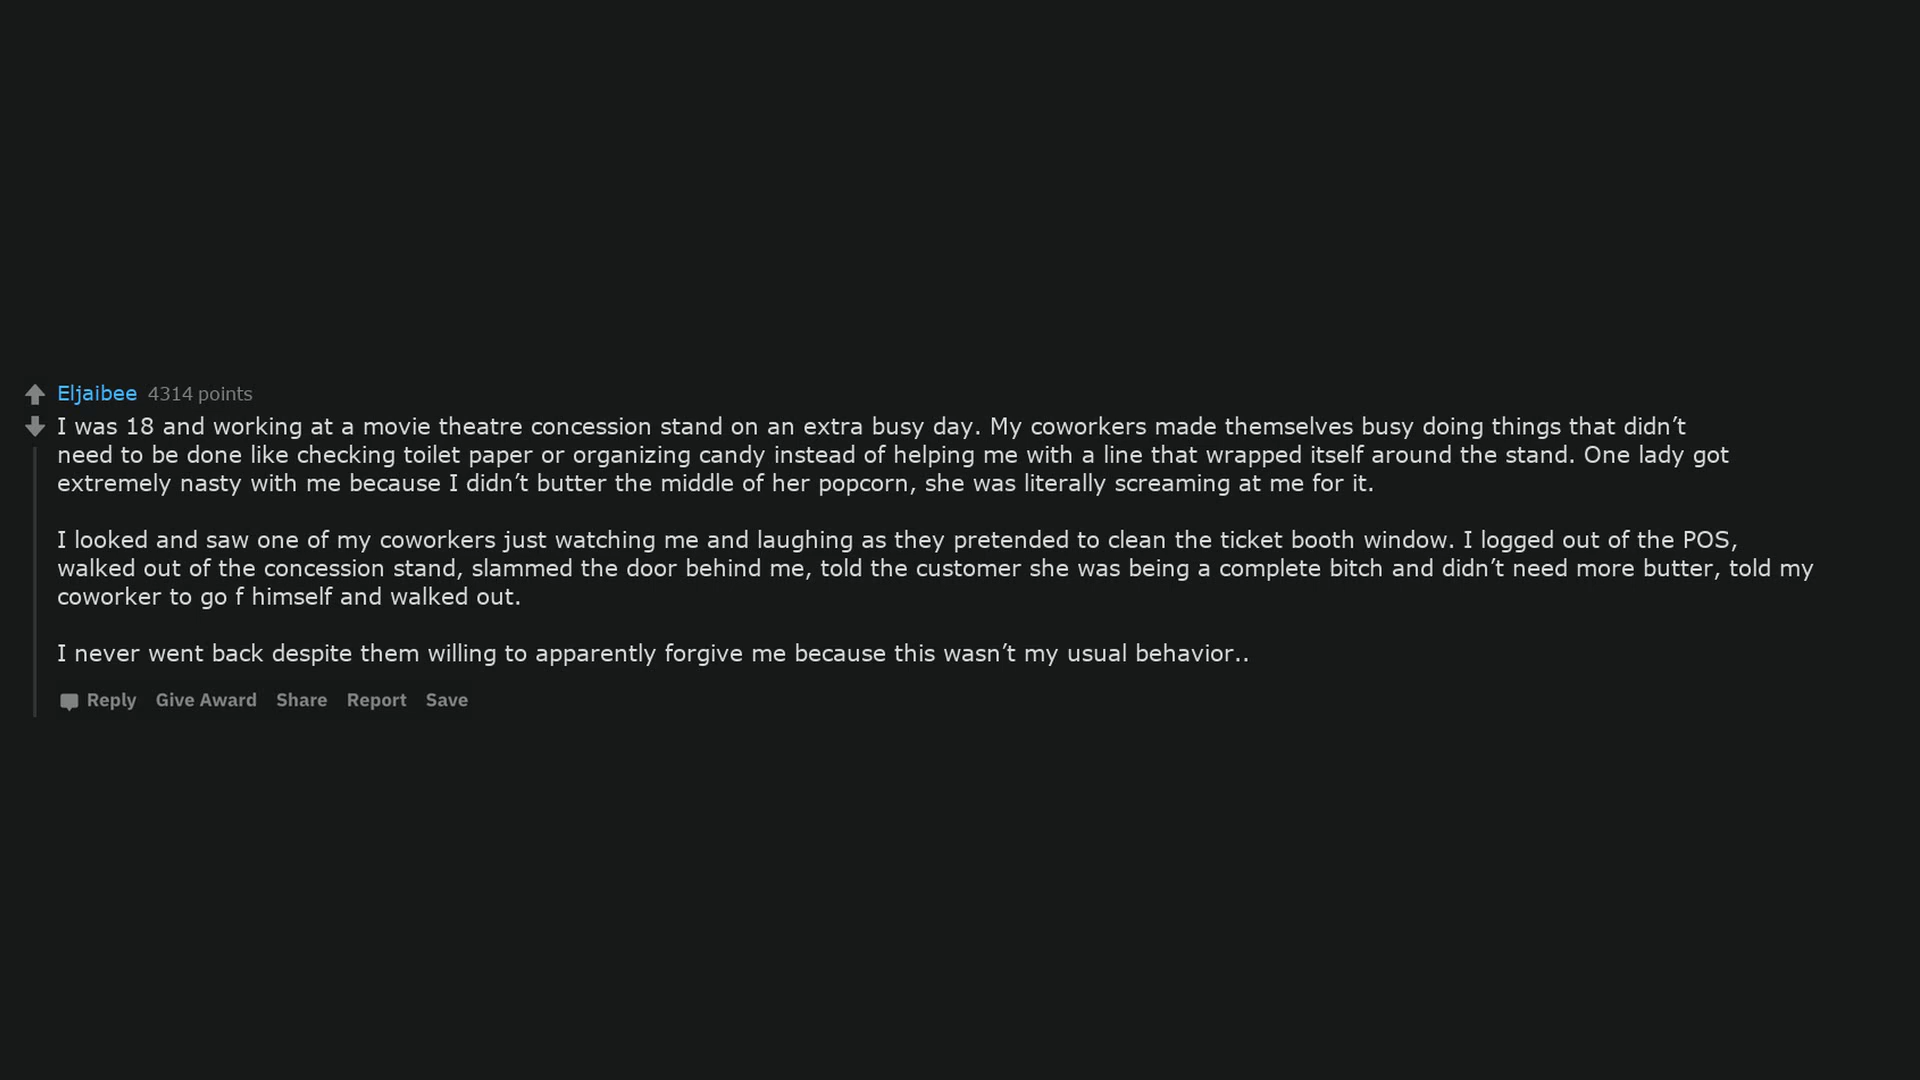 Eljaibee 4314 points
I was 18 and working at a movie theatre concession stand on an extra busy day. My coworkers made themselves busy doing things that didn’t
need to be done like checking toilet paper or organizing candy instead of helping me with a line that wrapped itself around the stand. One lady got
extremely nasty with me because I didn’t butter the middle of her popcorn, she was literally screaming at me for it.
I looked and saw one of my coworkers just watching me and laughing as they pretended to clean the ticket booth window. I logged out of the POS,
walked out of the concession stand, slammed the door behind me, told the customer she was being a complete bitch and didn’t need more butter, told my
coworker to go f himself and walked out.
I never went back despite them willing to apparently forgive me because this wasn’t my usual behavior..
Reply Give Award Share Report Save